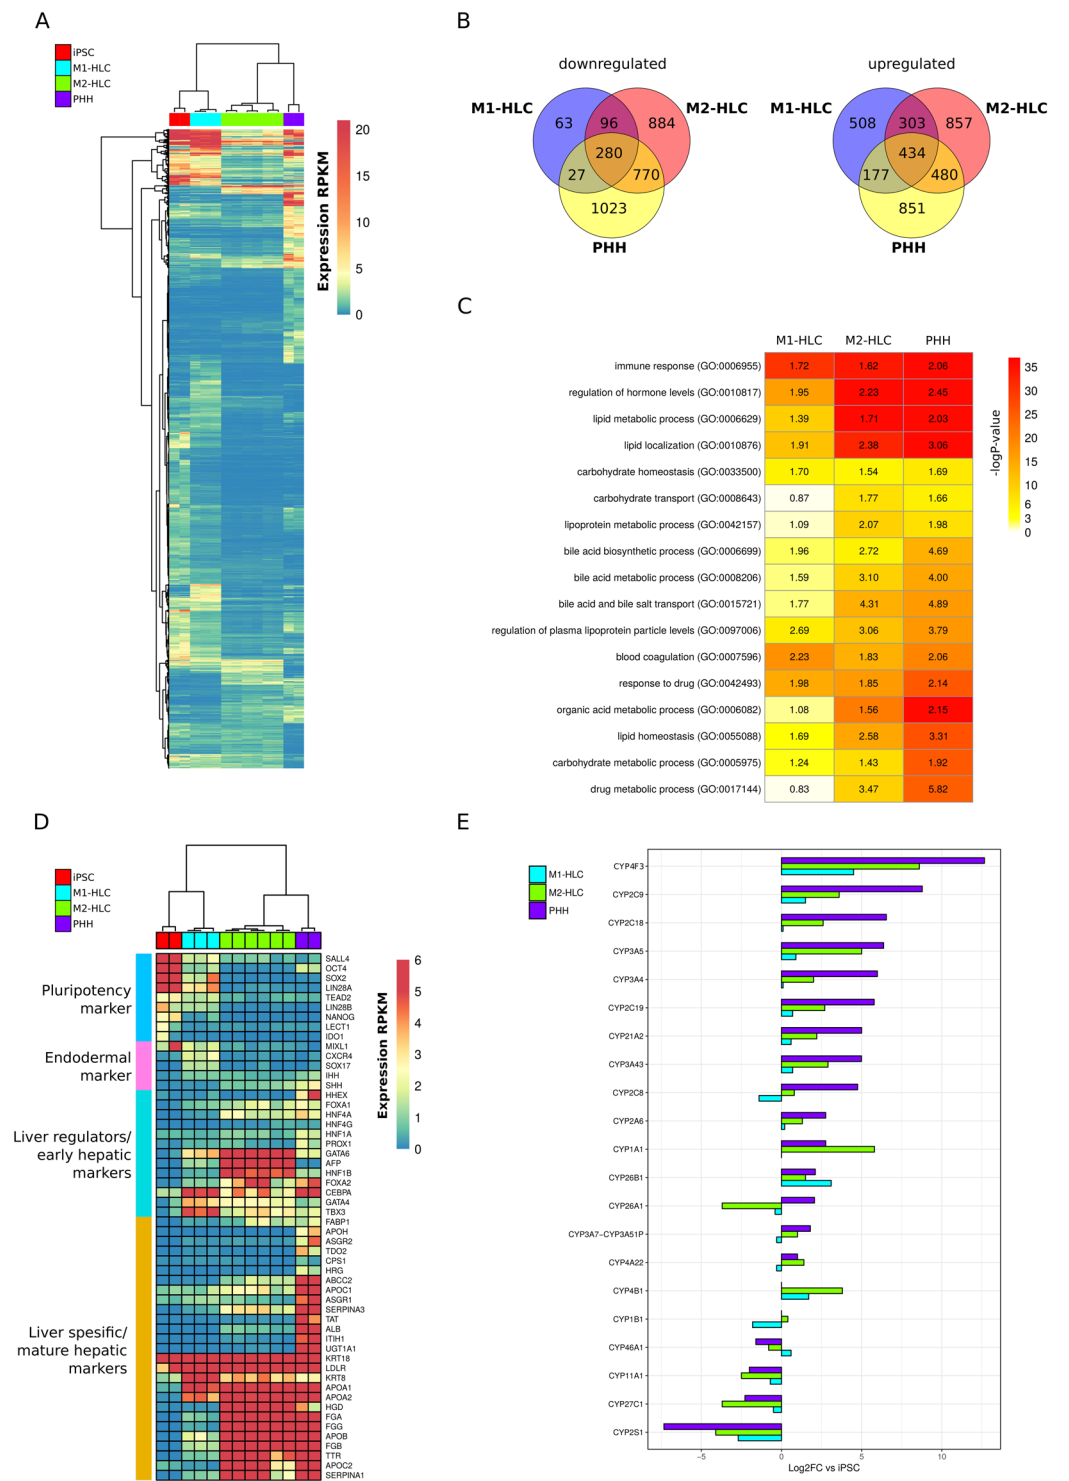 A
iPSC
M1-HLC
M2-HLC
PHH
20
15
10
5
0
Expression RPKM
B
downregulated
M1-HLC
M2-HLC
63
96
884
280
27
770
1023
PHH
upregulated
M1-HLC
M2-HLC
508
303
857
434
177
480
851
PHH
C
M1-HLC M2-HLC PHH
immune response (GO:0006955) 1.72 1.62 2.06
regulation of hormone levels (GO:0010817) 1.95 2.23 2.45
lipid metabolic process (GO:0006629) 1.39 1.71 2.03
lipid localization (GO:0010876) 1.91 2.38 3.06
carbohydrate homeostasis (GO:0033500) 1.70 1.54 1.69
carbohydrate transport (GO:0008643) 0.87 1.77 1.66
lipoprotein metabolic process (GO:0042157) 1.09 2.07 1.98
bile acid biosynthetic process (GO:0006699) 1.96 2.72 4.69
bile acid metabolic process (GO:0008206) 1.59 3.10 4.00
bile acid and bile salt transport (GO:0015721) 1.77 4.31 4.89
regulation of plasma lipoprotein particle levels (GO:0097006) 2.69 3.06 3.79
blood coagulation (GO:0007596) 2.23 1.83 2.06
response to drug (GO:0042493) 1.98 1.85 2.14
organic acid metabolic process (GO:0006082) 1.08 1.56 2.15
lipid homeostasis (GO:0055088) 1.69 2.58 3.31
carbohydrate metabolic process (GO:0005975) 1.24 1.43 1.92
drug metabolic process (GO:0017144) 0.83 3.47 5.82
-logP-value
35
30
25
20
15
10
6
3
0
D
iPSC
M1-HLC
M2-HLC
PHH
Pluripotency
marker
Endodermal
marker
Liver regulators/
early hepatic
markers
Liver spesific/
mature hepatic
markers
SALL4
OCT4
SOX2
LIN28A
TEAD2
LIN28B
NANOG
LECT1
IDO1
MIXL1
CXCR4
SOX17
IHH
SHH
HHEX
FOXA1
HNF4A
HNF4G
HNF1A
PROX1
GATA6
AFP
HNF1B
FOXA2
CEBPA
GATA4
TBX3
FABP1
APOH
ASGR2
TDO2
CPS1
HRG
ABCC2
APOC1
ASGR1
SERPINA3
TAT
ALB
ITIH1
UGT1A1
KRT18
LDLR
KRT8
APOA1
APOA2
HGD
FGA
FGG
APOB
FGB
TTR
APOC2
SERPINA1
Expression RPKM
6
5
4
3
2
1
0
E
M1-HLC
M2-HLC
PHH
CYP4F3
CYP2C9
CYP2C18
CYP3A5
CYP3A4
CYP2C19
CYP21A2
CYP3A43
CYP2C8
CYP2A6
CYP1A1
CYP26B1
CYP26A1
CYP3A7−CYP3A51P
CYP4A22
CYP4B1
CYP1B1
CYP46A1
CYP11A1
CYP27C1
CYP2S1
−5 0 5 10
Log2FC vs iPSC